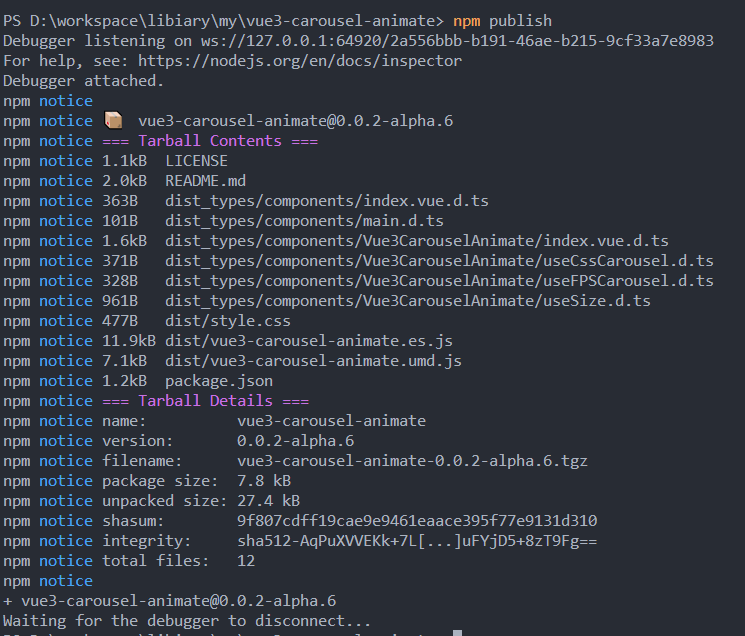 PS D:\workspace\libiary\my\vue3-carousel-animate> npm publish
Debugger listening on ws://127.0.0.1:64920/2a556bbb-b191-46ae-b215-9cf33a7e8983
For help, see: https://nodejs.org/en/docs/inspector
Debugger attached.
npm notice
npm notice 📦  vue3-carousel-animate@0.0.2-alpha.6
npm notice === Tarball Contents ===
npm notice 1.1kB  LICENSE
npm notice 2.0kB  README.md
npm notice 363B   dist_types/components/index.vue.d.ts
npm notice 101B   dist_types/components/main.d.ts
npm notice 1.6kB  dist_types/components/Vue3CarouselAnimate/index.vue.d.ts
npm notice 371B   dist_types/components/Vue3CarouselAnimate/useCssCarousel.d.ts
npm notice 328B   dist_types/components/Vue3CarouselAnimate/useFPSCarousel.d.ts
npm notice 961B   dist_types/components/Vue3CarouselAnimate/useSize.d.ts
npm notice 477B   dist/style.css
npm notice 11.9kB dist/vue3-carousel-animate.es.js
npm notice 7.1kB  dist/vue3-carousel-animate.umd.js
npm notice 1.2kB  package.json
npm notice === Tarball Details ===
npm notice name:          vue3-carousel-animate
npm notice version:       0.0.2-alpha.6
npm notice filename:      vue3-carousel-animate-0.0.2-alpha.6.tgz
npm notice package size:  7.8 kB
npm notice unpacked size: 27.4 kB
npm notice shasum:        9f807cdff19cae9e9461eaace395f77e9131d310
npm notice integrity:     sha512-AqPuXVVEKk+7L[...]uFYjD5+8zT9Fg==
npm notice total files:   12
npm notice
+ vue3-carousel-animate@0.0.2-alpha.6
Waiting for the debugger to disconnect...